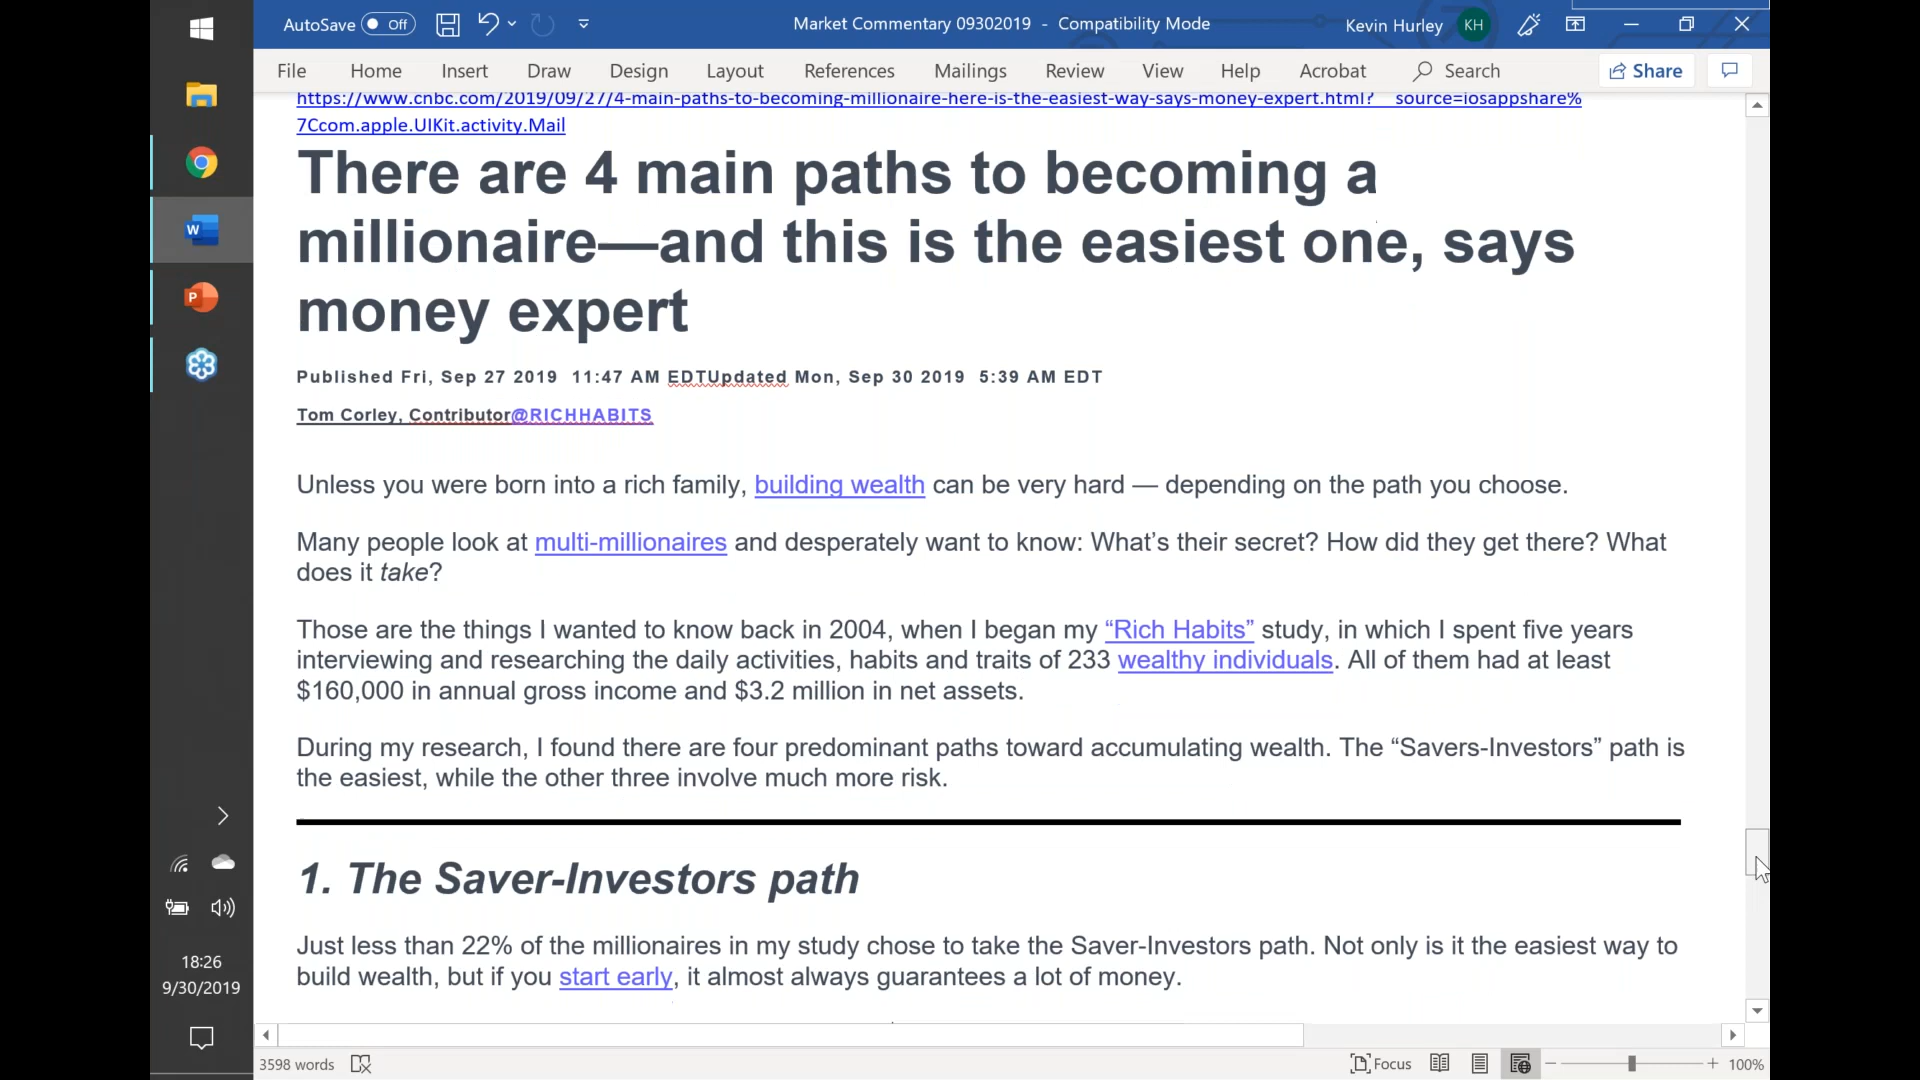 AutoSave Off
Market Commentary 09302019 - Compatibility Mode
Kevin Hurley KH
File Home Insert Draw Design Layout References Mailings Review View Help Acrobat Search Share
https://www.cnbc.com/2019/09/27/4-main-paths-to-becoming-millionaire-here-is-the-easiest-way-says-money-expert.html?__source=iosappshare%
7Ccom.apple.UIKit.activity.Mail
There are 4 main paths to becoming a
millionaire—and this is the easiest one, says
money expert
Published Fri, Sep 27 2019 11:47 AM EDTUpdated Mon, Sep 30 2019 5:39 AM EDT
Tom Corley, Contributor@RICHHABITS
Unless you were born into a rich family, building wealth can be very hard — depending on the path you choose.
Many people look at multi-millionaires and desperately want to know: What’s their secret? How did they get there? What
does it take?
Those are the things I wanted to know back in 2004, when I began my “Rich Habits” study, in which I spent five years
interviewing and researching the daily activities, habits and traits of 233 wealthy individuals. All of them had at least
$160,000 in annual gross income and $3.2 million in net assets.
During my research, I found there are four predominant paths toward accumulating wealth. The “Savers-Investors” path is
the easiest, while the other three involve much more risk.
1. The Saver-Investors path
Just less than 22% of the millionaires in my study chose to take the Saver-Investors path. Not only is it the easiest way to
build wealth, but if you start early, it almost always guarantees a lot of money.
18:26
9/30/2019
3598 words
Focus
100%